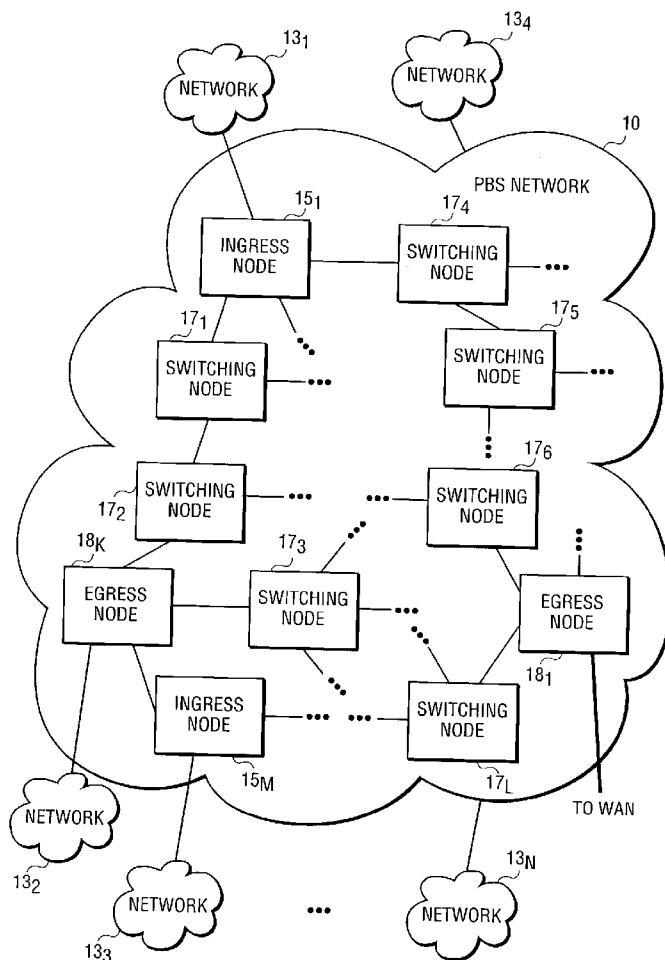 13₁
NETWORK
13₄
NETWORK
10
PBS NETWORK
15₁
INGRESS
NODE
17₄
SWITCHING
NODE
•••
17₁
SWITCHING
NODE
•••
•••
17₅
SWITCHING
NODE
•••
•••
17₂
SWITCHING
NODE
•••
•••
17₆
SWITCHING
NODE
•••
18K
EGRESS
NODE
17₃
SWITCHING
NODE
•••
•••
•••
•••
EGRESS
NODE
18₁
15M
INGRESS
NODE
•••
•••
SWITCHING
NODE
17L
TO WAN
NETWORK
13₂
NETWORK
13₃
•••
13N
NETWORK